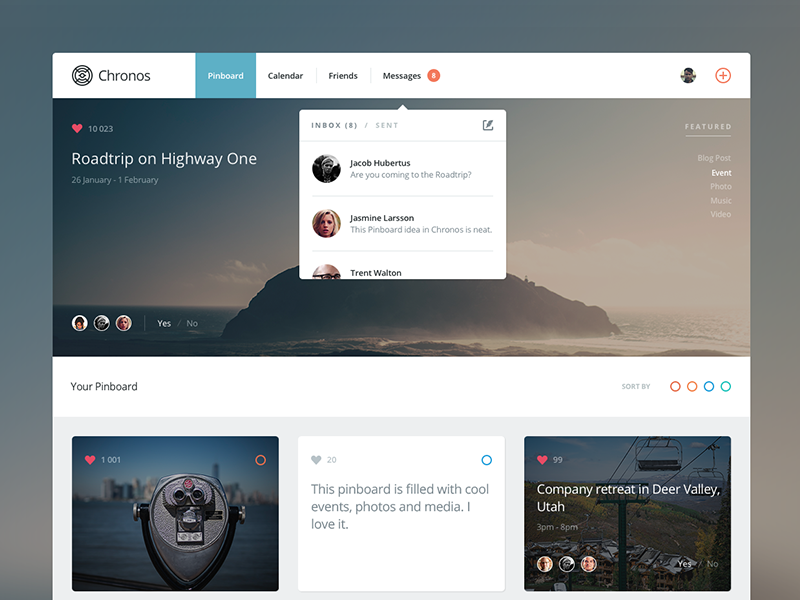 Chronos
Pinboard
Calendar
Friends
Messages
8
10 023
Roadtrip on Highway One
26 January - 1 February
INBOX (8) / SENT
Jacob Hubertus
Are you coming to the Roadtrip?
Jasmine Larsson
This Pinboard idea in Chronos is neat.
Trent Walton
FEATURED
Blog Post
Event
Photo
Music
Video
Yes / No
Your Pinboard
SORT BY
1 001
20
This pinboard is filled with cool
events, photos and media. I
love it.
99
Company retreat in Deer Valley,
Utah
3pm - 8pm
Yes / No